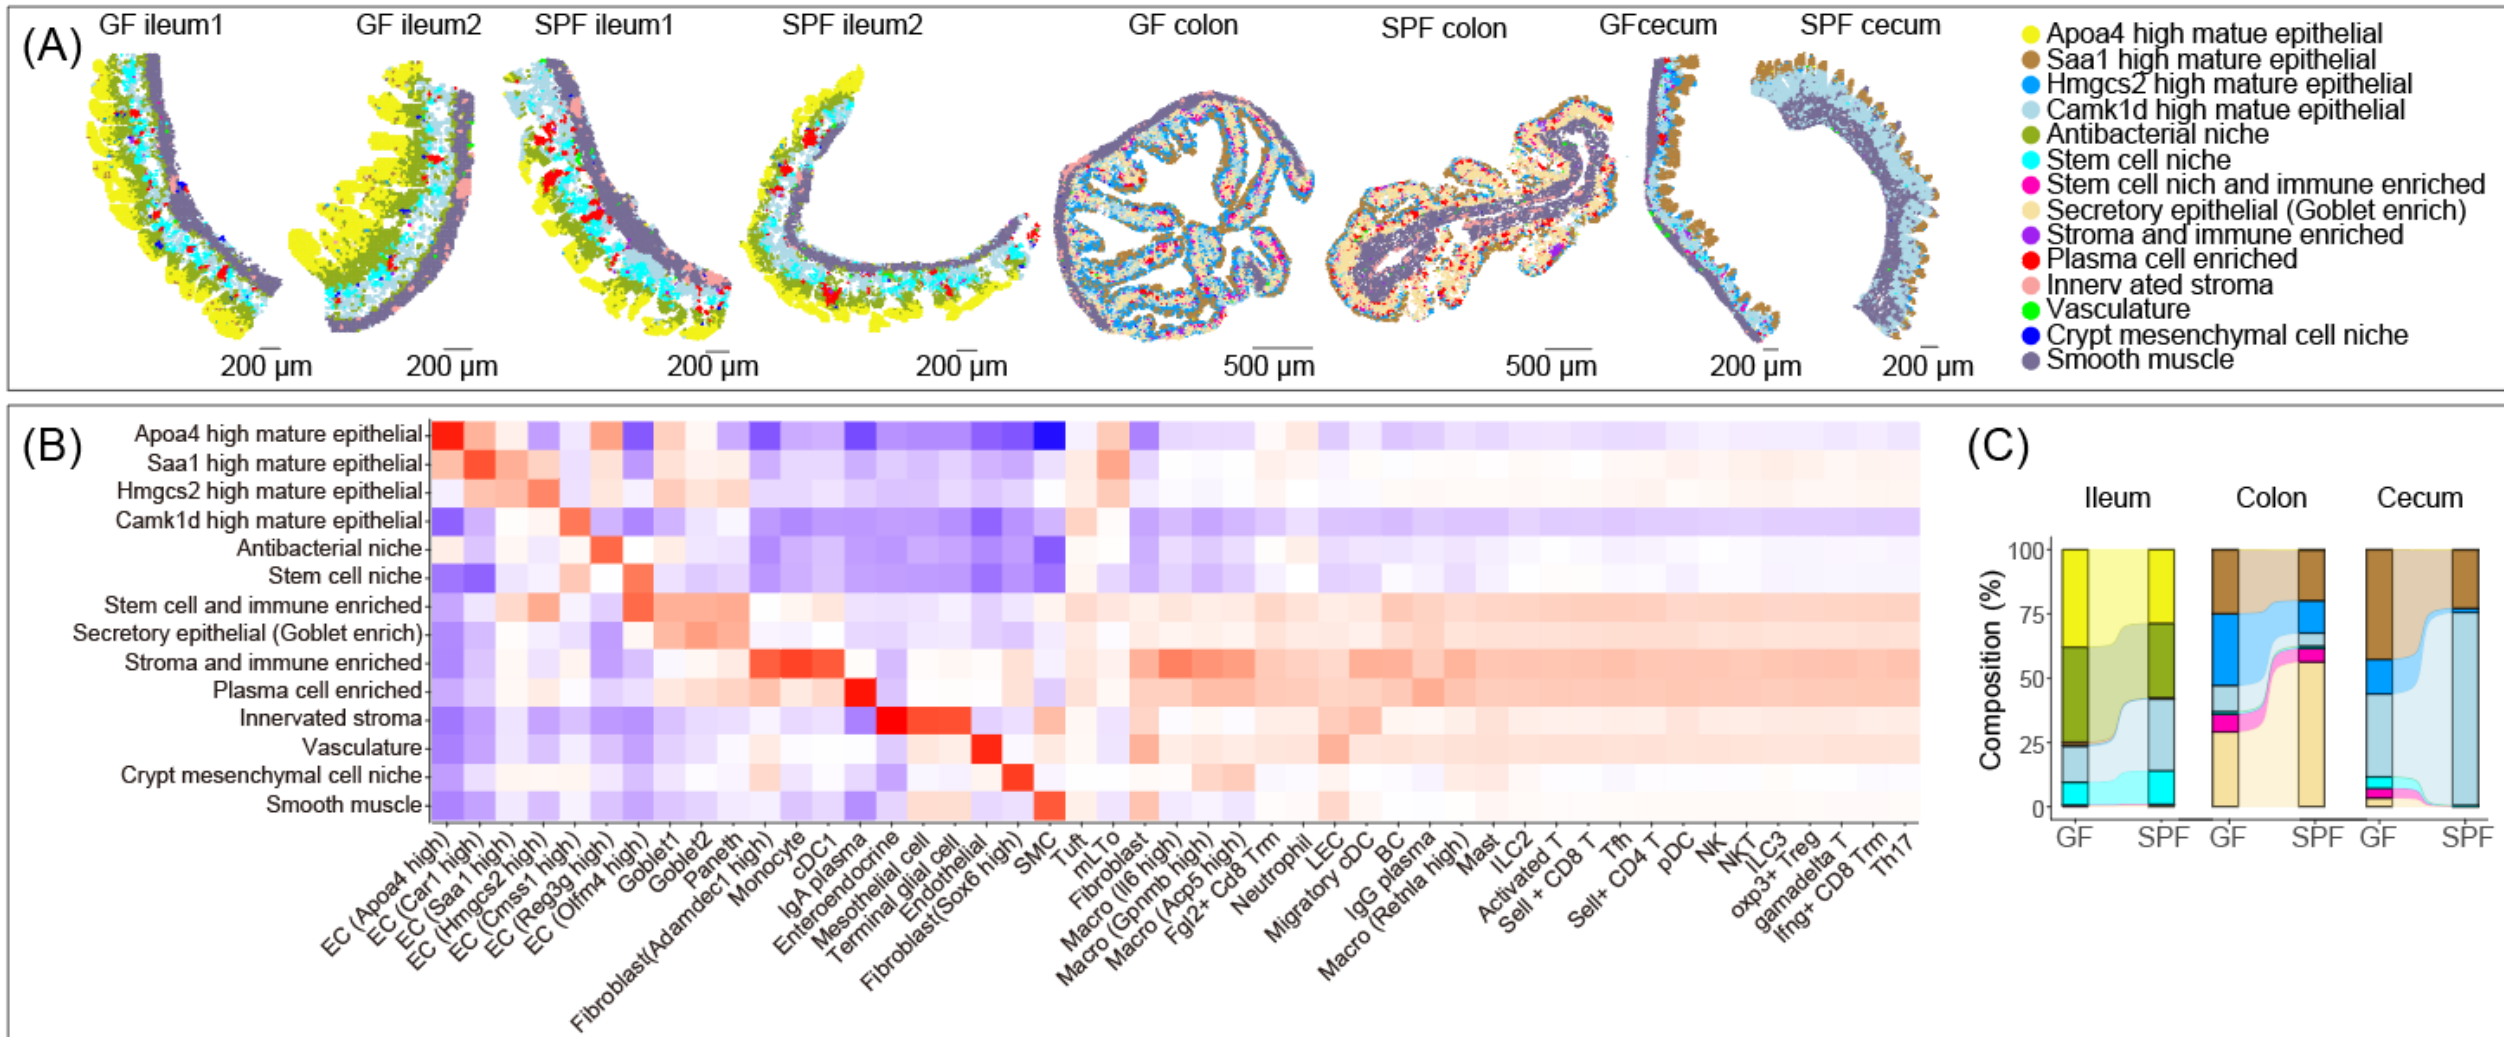 (A)
GF ileum1
GF ileum2
SPF ileum1
SPF ileum2
GF colon
SPF colon
GFcecum
SPF cecum
200 µm
200 µm
200 µm
200 µm
500 µm
500 µm
200 µm
200 µm
Apoa4 high matue epithelial
Saa1 high mature epithelial
Hmgcs2 high mature epithelial
Camk1d high matue epithelial
Antibacterial niche
Stem cell niche
Stem cell nich and immune enriched
Secretory epithelial (Goblet enrich)
Stroma and immune enriched
Plasma cell enriched
Innerv ated stroma
Vasculature
Crypt mesenchymal cell niche
Smooth muscle
(B)
Apoa4 high mature epithelial
Saa1 high mature epithelial
Hmgcs2 high mature epithelial
Camk1d high mature epithelial
Antibacterial niche
Stem cell niche
Stem cell and immune enriched
Secretory epithelial (Goblet enrich)
Stroma and immune enriched
Plasma cell enriched
Innervated stroma
Vasculature
Crypt mesenchymal cell niche
Smooth muscle
EC (Apoa4 high)
EC (Car1 high)
EC (Saa1 high)
EC (Hmgcs2 high)
EC (Cmss1 high)
EC (Reg3g high)
EC (Olfm4 high)
Goblet1
Goblet2
Paneth
Fibroblast(Adamdec1 high)
Monocyte
cDC1
IgA plasma
Enteroendocrine
Mesothelial cell
Terminal glial cell
Endothelial
Fibroblast(Sox6 high)
SMC
Tuft
mLTo
Fibroblast
Macro (Il6 high)
Macro (Gpnmb high)
Macro (Acp5 high)
Fgl2+ Cd8 Trm
Neutrophil
LEC
Migratory cDC
BC
IgG plasma
Macro (Retnla high)
Mast
ILC2
Activated T
Sell + CD8 T
Tfh
Sell+ CD4 T
pDC
NK
NKT
ILC3
oxp3+ Treg
gamadelta T
Ifng+ CD8 Trm
Th17
(C)
Ileum
Colon
Cecum
Composition (%)
100
75
50
25
0
GF
SPF
GF
SPF
GF
SPF